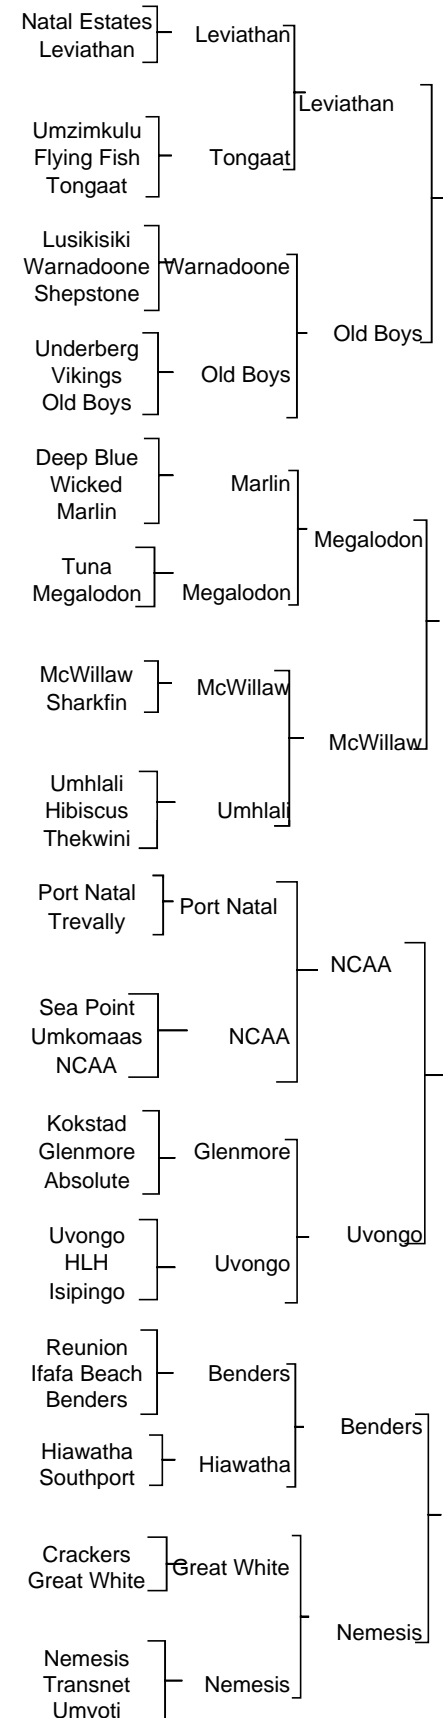 Natal Estates
Leviathan
Leviathan
Leviathan
Umzimkulu
Flying Fish
Tongaat
Tongaat
Lusikisiki
Warnadoone
Warnadoone
Shepstone
Old Boys
Underberg
Vikings
Old Boys
Old Boys
Deep Blue
Wicked
Marlin
Marlin
Megalodon
Tuna
Megalodon
Megalodon
McWillaw
Sharkfin
McWillaw
McWillaw
Umhlali
Hibiscus
Umhlali
Thekwini
Port Natal
Trevally
Port Natal
NCAA
Sea Point
Umkomaas
NCAA
NCAA
Kokstad
Glenmore
Glenmore
Absolute
Uvongo
Uvongo
HLH
Uvongo
Isipingo
Reunion
Ifafa Beach
Benders
Benders
Benders
Hiawatha
Hiawatha
Southport
Crackers
Great White
Great White
Nemesis
Nemesis
Transnet
Nemesis
Umvoti